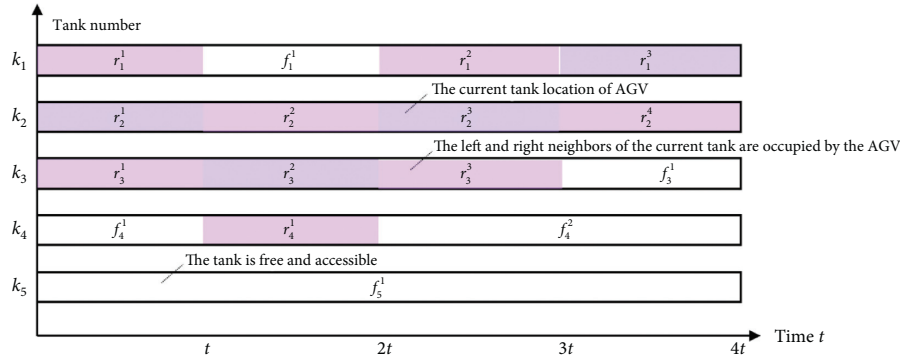 Tank number
k₁ r₁¹ f₁¹ r₁² r₁³
The current tank location of AGV
k₂ r₂¹ r₂² r₂³ r₂⁴
The left and right neighbors of the current tank are occupied by the AGV
k₃ r₃¹ r₃² r₃³ f₃¹
k₄ f₄¹ r₄¹ f₄²
The tank is free and accessible
k₅ f₅¹
t 2t 3t 4t Time t